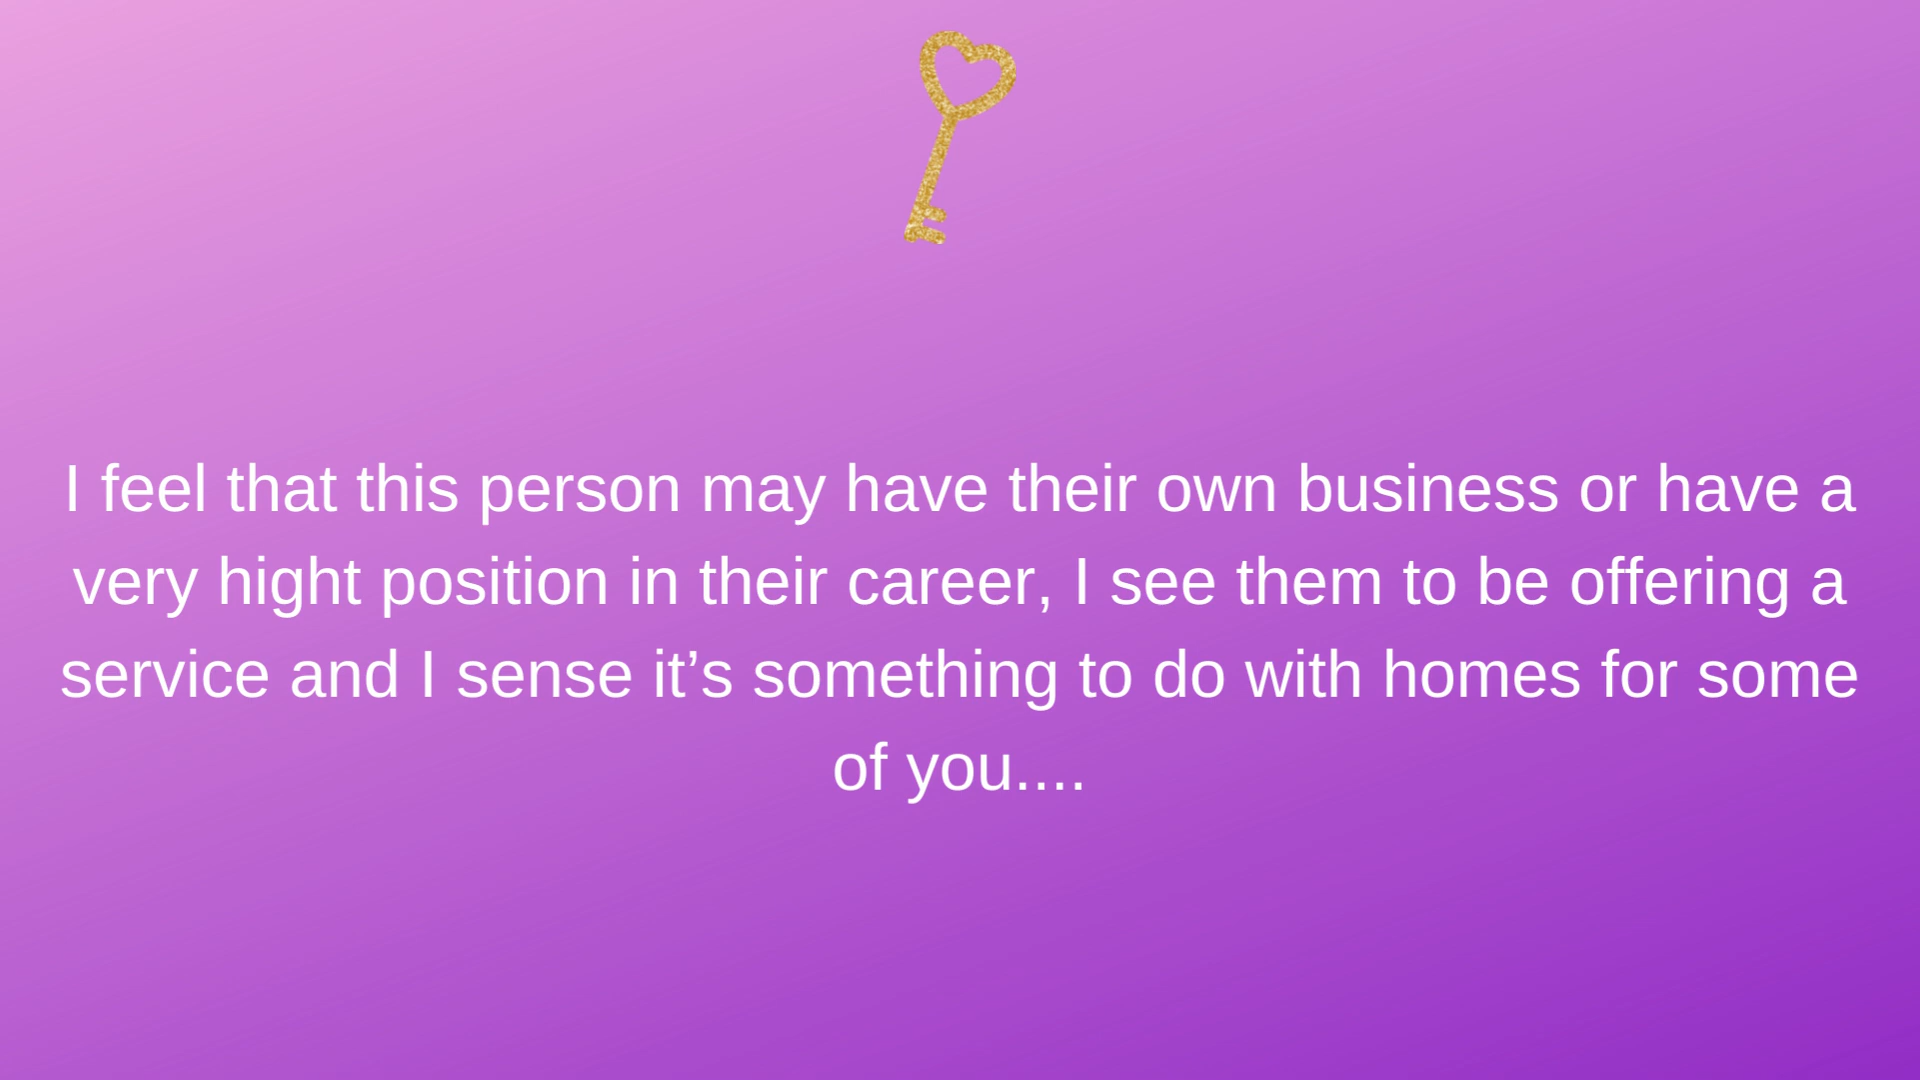 I feel that this person may have their own business or have a
very hight position in their career, I see them to be offering a
service and I sense it’s something to do with homes for some
of you....